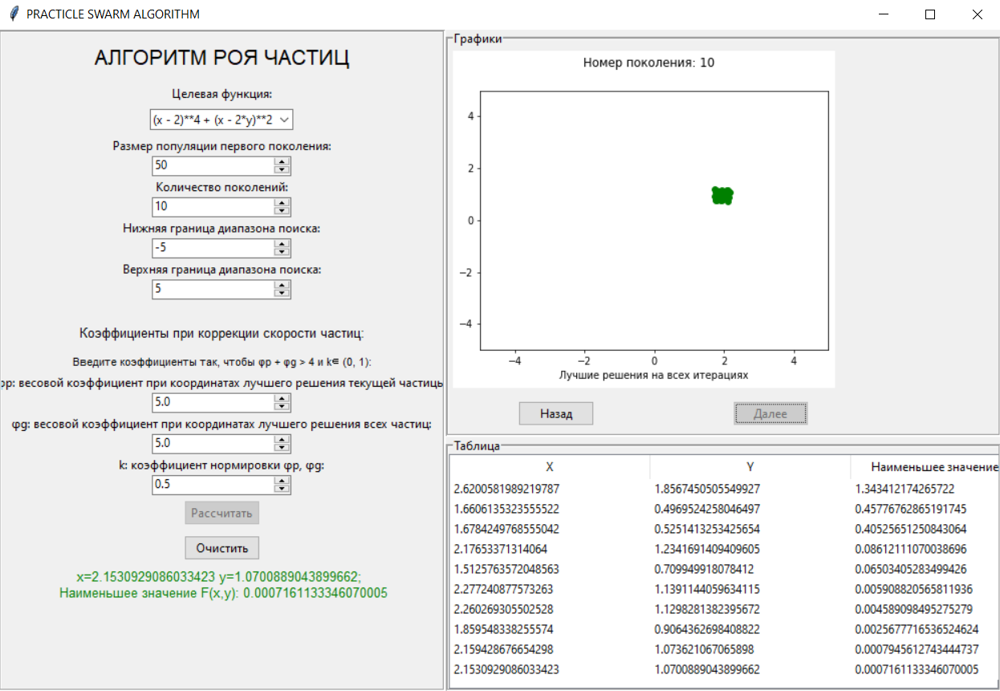 PRACTICLE SWARM ALGORITHM
АЛГОРИТМ РОЯ ЧАСТИЦ
Целевая функция:
(x - 2)**4 + (x - 2*y)**2
Размер популяции первого поколения:
50
Количество поколений:
10
Нижняя граница диапазона поиска:
-5
Верхняя граница диапазона поиска:
5
Коэффициенты при коррекции скорости частиц:
Введите коэффициенты так, чтобы φp + φg > 4 и k∈ (0, 1):
φp: весовой коэффициент при координатах лучшего решения текущей частицы
5.0
φg: весовой коэффициент при координатах лучшего решения всех частиц:
5.0
k: коэффициент нормировки φp, φg:
0.5
Рассчитать
Очистить
x=2.1530929086033423 y=1.0700889043899662;
Наименьшее значение F(x,y): 0.0007161133346070005
Графики
Номер поколения: 10
4
2
0
−2
−4
−4 −2 0 2 4
Лучшие решения на всех итерациях
Назад Далее
Таблица
X Y Наименьшее значение
2.6200581989219787 1.8567450505549927 1.343412174265722
1.6606135323555522 0.4969524258046497 0.45776762865191745
1.6784249768555042 0.5251413253425654 0.40525651250843064
2.17653371314064 1.2341691409409605 0.08612111070038696
1.5125763572048563 0.709949918078412 0.06503405283499426
2.277240877573263 1.1391144059634115 0.005908820565811936
2.260269305502528 1.1298281382395672 0.004589098495275279
1.859548338255574 0.9064362698408822 0.0025677716536524624
2.159428676654298 1.073621067065898 0.0007945612743444737
2.1530929086033423 1.0700889043899662 0.0007161133346070005